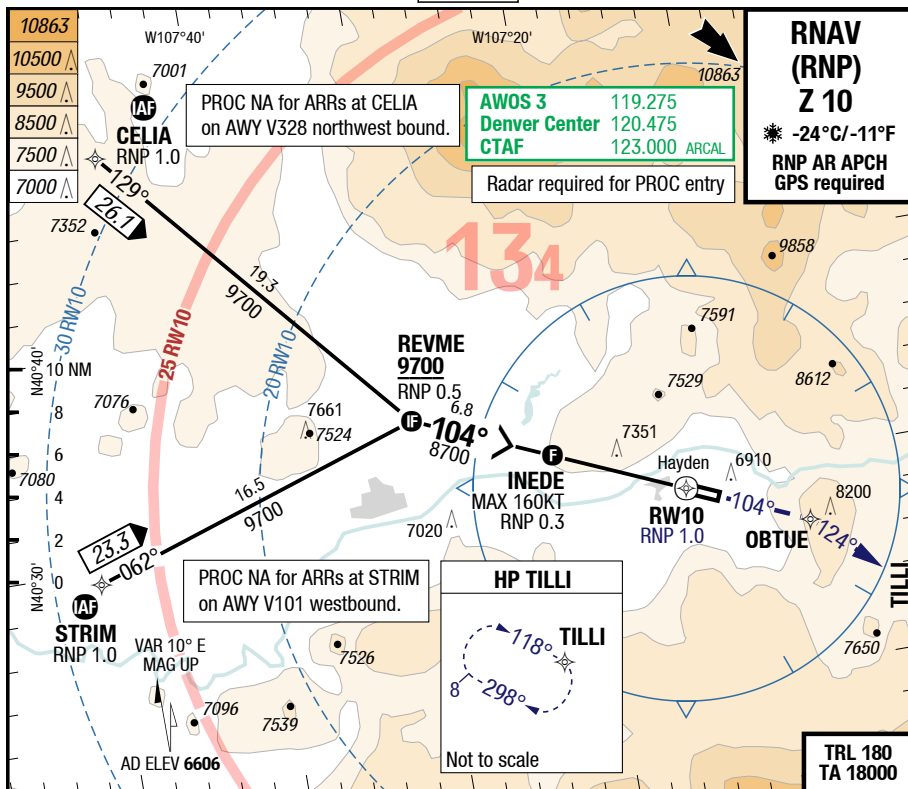 10863
10500
9500
8500
7500
7000
W107°40'
W107°20'
10863
RNAV
(RNP)
Z 10
-24°C/-11°F
RNP AR APCH
GPS required
7001
IAF
CELIA
RNP 1.0
PROC NA for ARRs at CELIA
on AWY V328 northwest bound.
AWOS 3 119.275
Denver Center 120.475
CTAF 123.000 ARCAL
Radar required for PROC entry
129°
26.1
7352
19.3
9700
134
9858
30 RW10
25 RW10
20 RW10
N40°40'
10 NM
8
6
4
2
0
N40°30'
REVME
9700
RNP 0.5
IF
6.8
104°
8700
7591
7529
8612
7076
7661
7524
7351
7080
F
INEDE
MAX 160KT
RNP 0.3
Hayden
6910
RW10
RNP 1.0
104°
8200
OBTUE
124°
TILLI
16.5
9700
7020
23.3
062°
IAF
STRIM
RNP 1.0
PROC NA for ARRs at STRIM
on AWY V101 westbound.
HP TILLI
TILLI
118°
298°
8
Not to scale
VAR 10° E
MAG UP
7526
7650
7096
7539
AD ELEV 6606
TRL 180
TA 18000